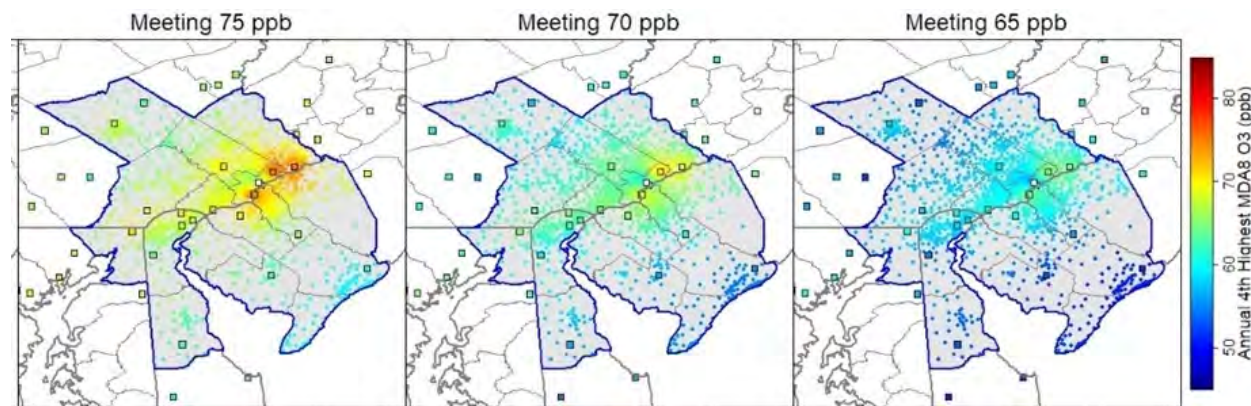 Meeting 75 ppb
Meeting 70 ppb
Meeting 65 ppb
80
70
60
50
Annual 4th Highest MDA8 O3 (ppb)